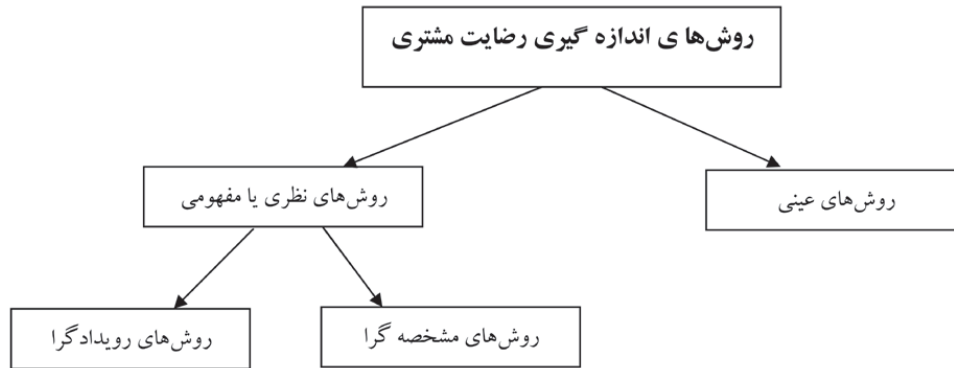 روش‌ها ی اندازه گیری رضایت مشتری
روش‌های عینی
روش‌های نظری یا مفهومی
روش‌های مشخصه گرا
روش‌های رویدادگرا